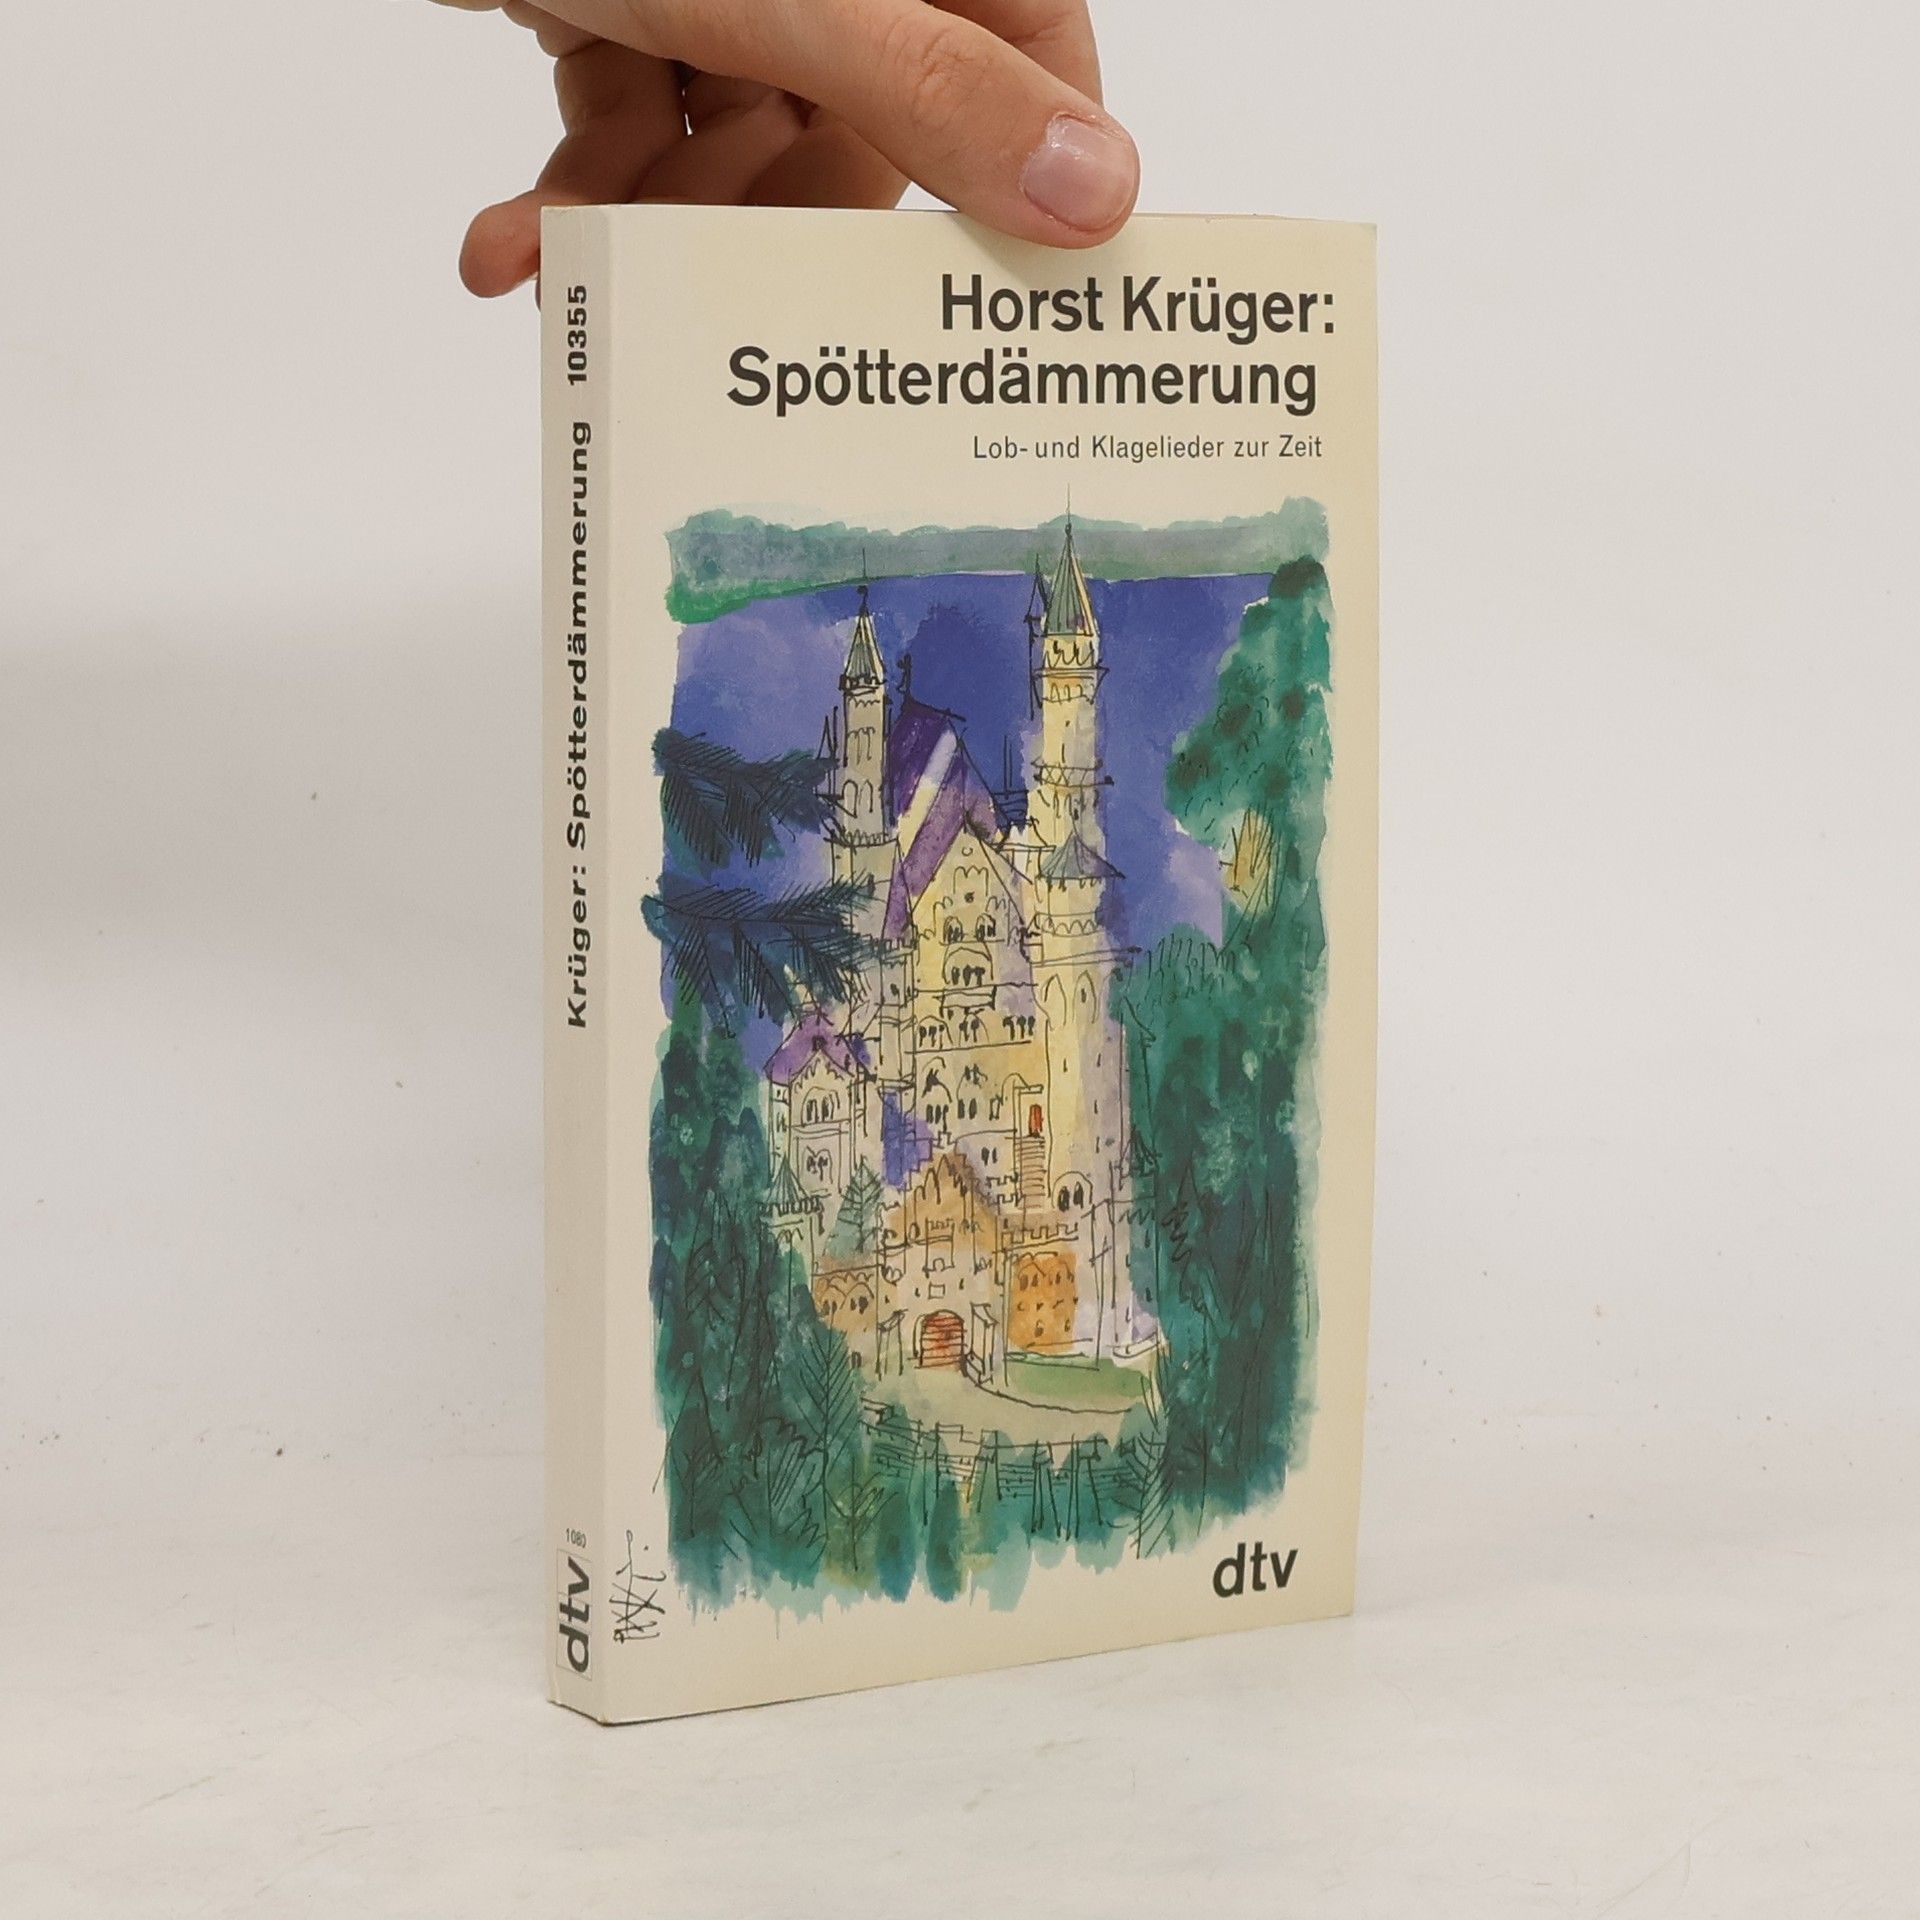 Horst Krüger:
Spötterdämmerung
Lob- und Klagelieder zur Zeit
dtv
Krüger: Spötterdämmerung 10355
1080
dtv